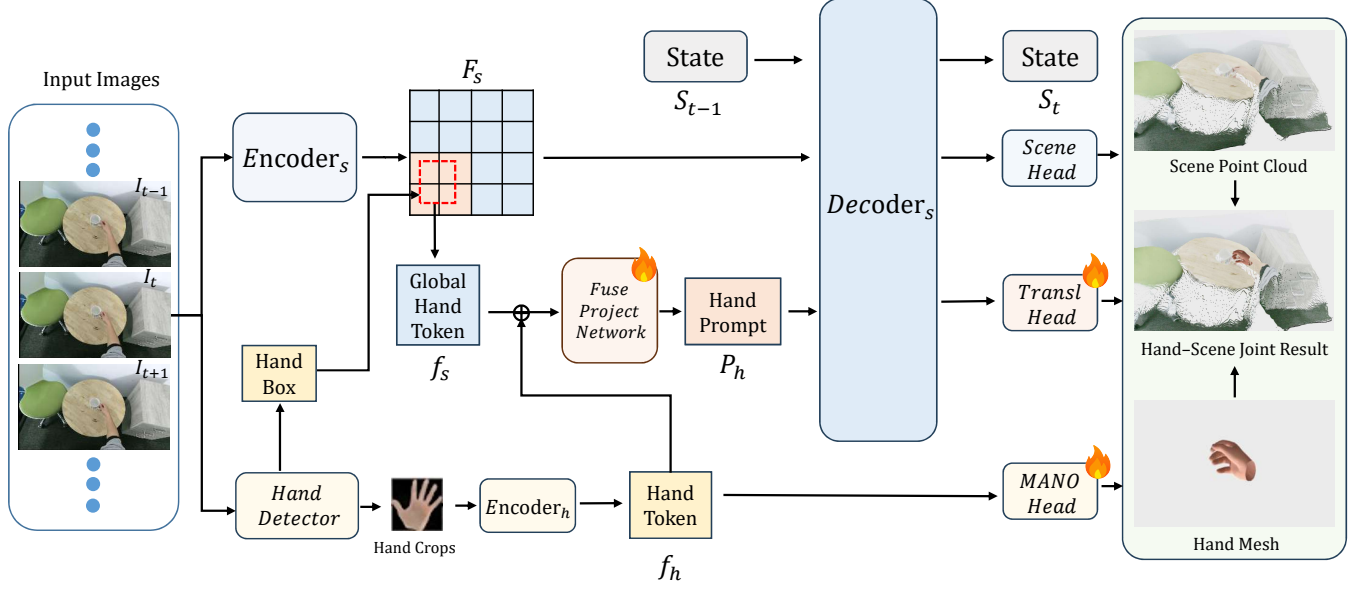 Input Images
I_{t-1}
I_t
I_{t+1}
Encoder_s
F_s
State
S_{t-1}
Global
Hand
Token
f_s
Hand
Box
Hand
Detector
Hand Crops
Encoder_h
Hand
Token
f_h
Fuse
Project
Network
Hand
Prompt
P_h
Decoder_s
State
S_t
Scene
Head
Transl
Head
MANO
Head
Scene Point Cloud
Hand–Scene Joint Result
Hand Mesh